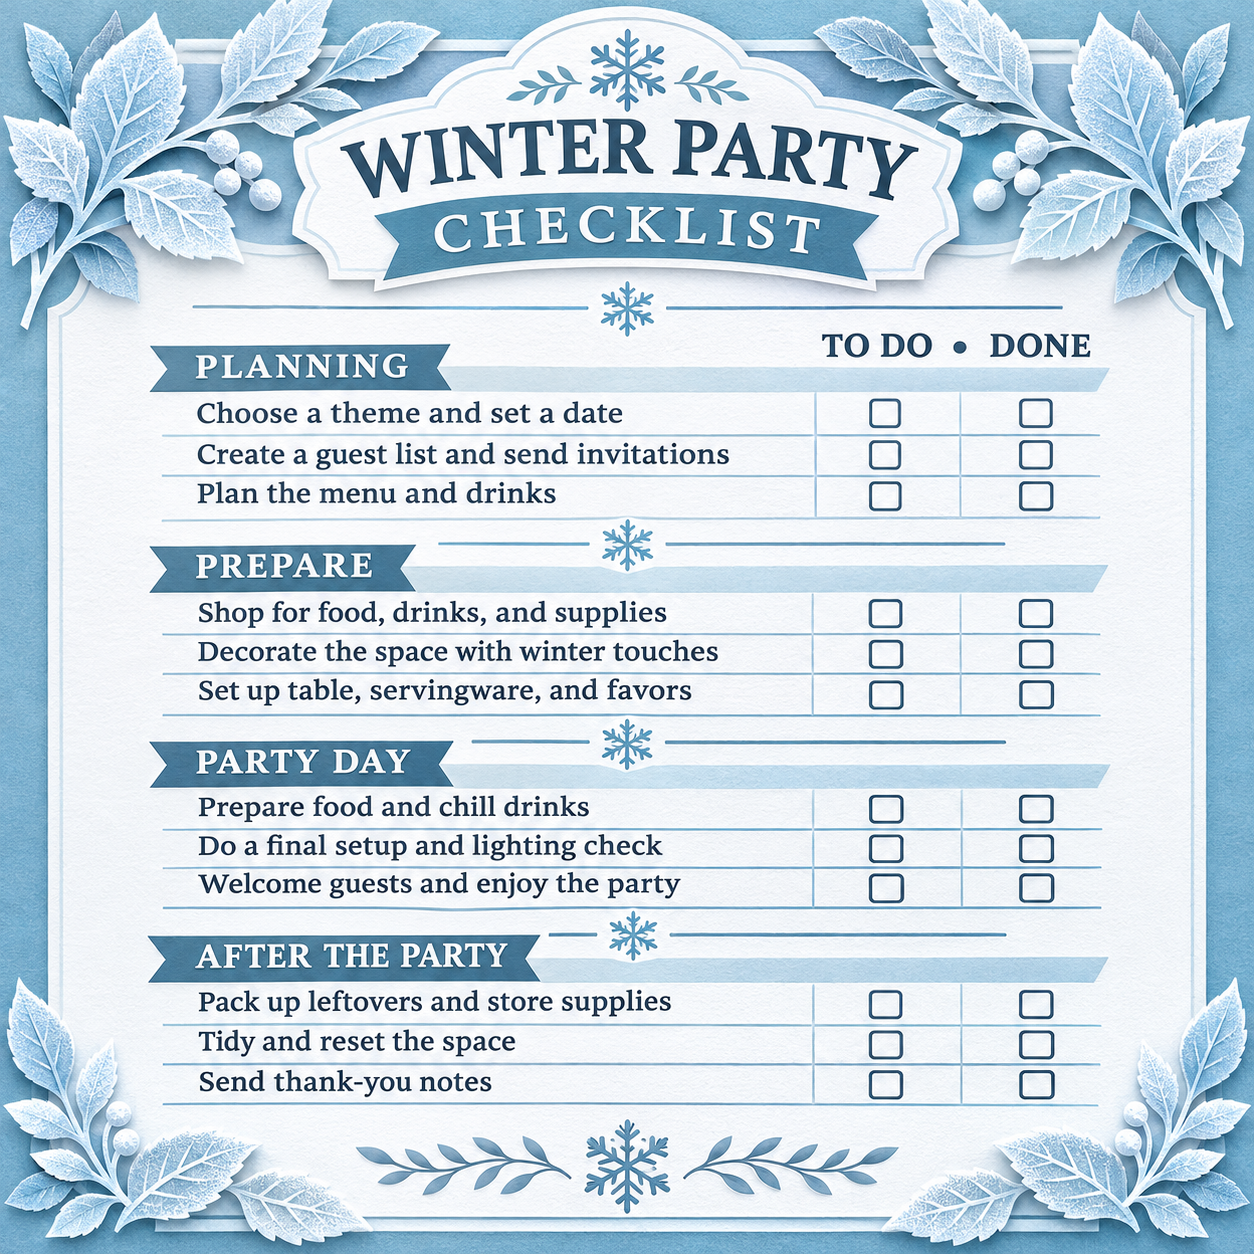 WINTER PARTY
CHECKLIST
TO DO • DONE
PLANNING
Choose a theme and set a date
Create a guest list and send invitations
Plan the menu and drinks
PREPARE
Shop for food, drinks, and supplies
Decorate the space with winter touches
Set up table, servingware, and favors
PARTY DAY
Prepare food and chill drinks
Do a final setup and lighting check
Welcome guests and enjoy the party
AFTER THE PARTY
Pack up leftovers and store supplies
Tidy and reset the space
Send thank-you notes